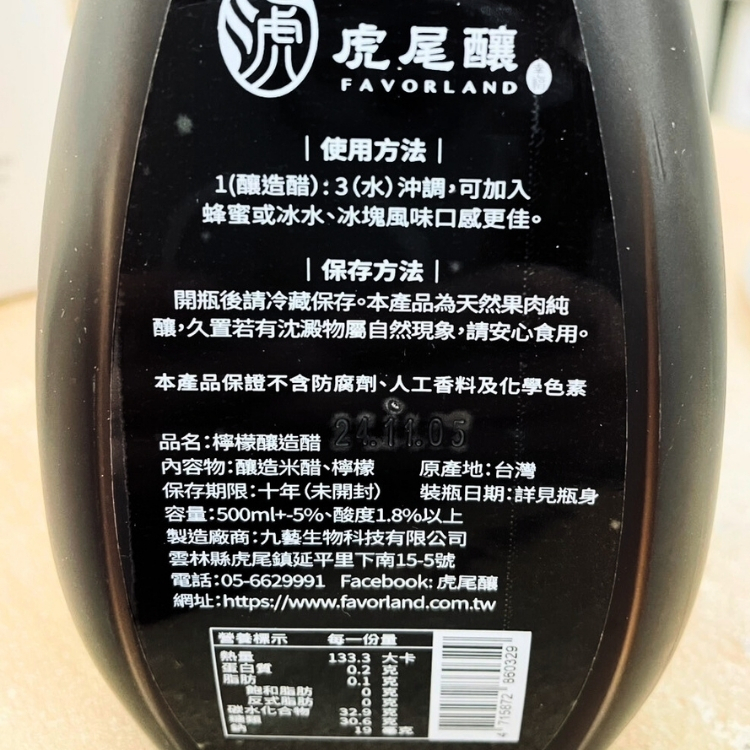 虎尾釀
FAVORLAND
|使用方法|
1(釀造醋):3(水)沖調,可加入
蜂蜜或冰水、冰塊風味口感更佳。
|保存方法|
開瓶後請冷藏保存。本產品為天然果肉純
釀,久置若有沈澱物屬自然現象,請安心食用。
本產品保證不含防腐劑、人工香料及化學色素
24.11.05
品名:檸檬釀造醋
內容物:釀造米醋、檸檬 原產地:台灣
保存期限:十年(未開封) 裝瓶日期:詳見瓶身
容量:500ml+-5%、酸度1.8%以上
製造廠商:九藝生物科技有限公司
雲林縣虎尾鎮延平里下南15-5號
電話:05-6629991 Facebook: 虎尾釀
網址:https://www.favorland.com.tw
營養標示 每一份量
熱量 133.3 大卡
蛋白質 0.2 克
脂肪 0.1 克
飽和脂肪 0 克
反式脂肪 0 克
碳水化合物 32.9 克
糖類 30.6 克
鈉 19 毫克
4 715872 860329